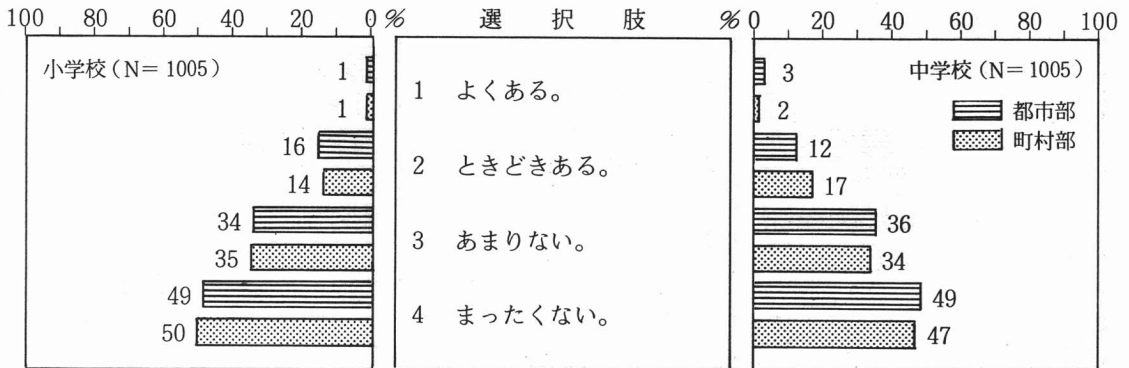 100 80 60 40 20 0 % 選択肢 % 0 20 40 60 80 100
小学校(N=1005)
1
1
16
14
34
35
49
50
1 よくある。
2 ときどきある。
3 あまりない。
4 まったくない。
中学校(N=1005)
都市部
町村部
3
2
12
17
36
34
49
47